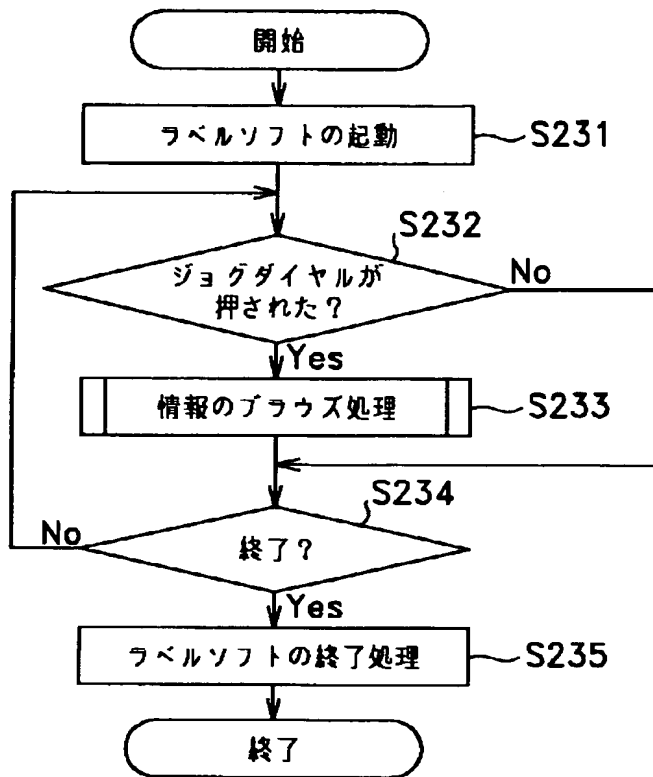 開始
ラベルソフトの起動
S231
S232
ジョグダイヤルが
押された?
No
Yes
情報のブラウズ処理
S233
S234
No
終了?
Yes
ラベルソフトの終了処理
S235
終了